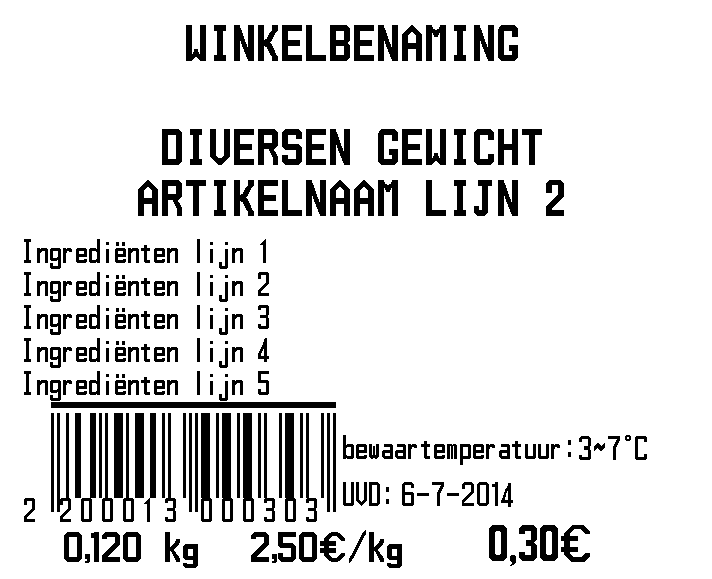 WINKELBENAMING
DIVERSEN GEWICHT
ARTIKELNAAM LIJN 2
Ingrediënten lijn 1
Ingrediënten lijn 2
Ingrediënten lijn 3
Ingrediënten lijn 4
Ingrediënten lijn 5
bewaartemperatuur:3~7°C
UVD: 6-7-2014
2 200013 000303
0,120 kg 2,50€/kg 0,30€